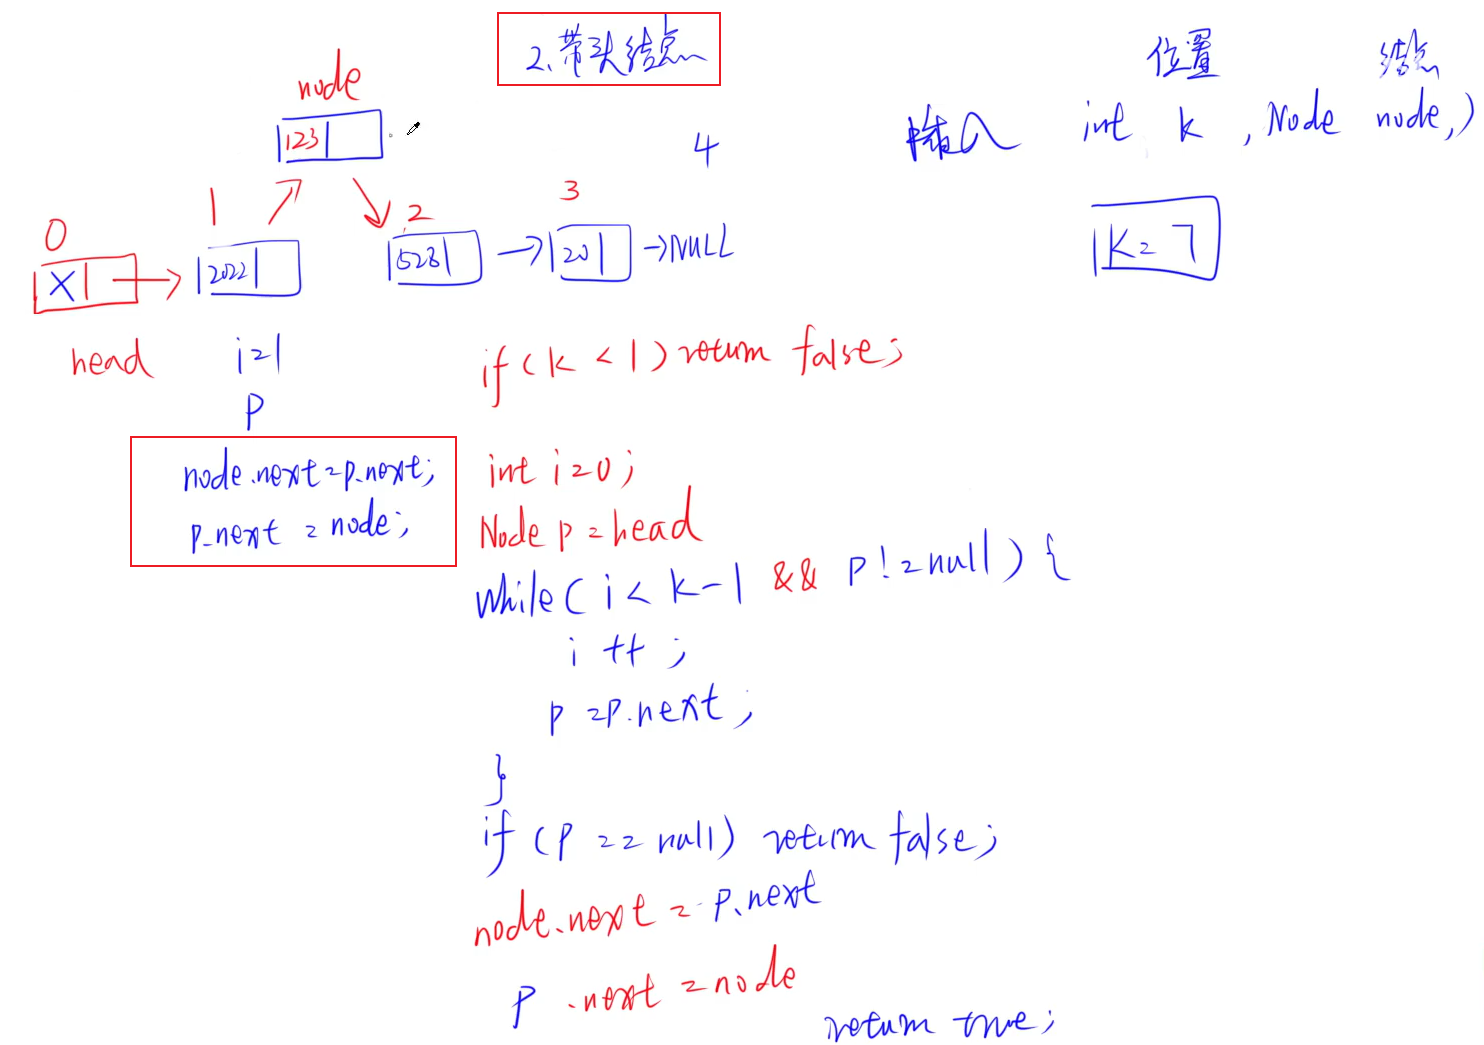 2、带头结点
位置 结点
插入 int k , Node node,)
node
123
4
0 1 2 3
X 2022 523 20 →NULL
K=7
head
i=1
P
node.next=p.next;
p.next = node;
if(k<1)return false;
int i=0;
Node p=head
while(i<k-1 && p!=null){
i++;
p=p.next;
}
if(p==null) return false;
node.next=p.next
p.next=node
return true;